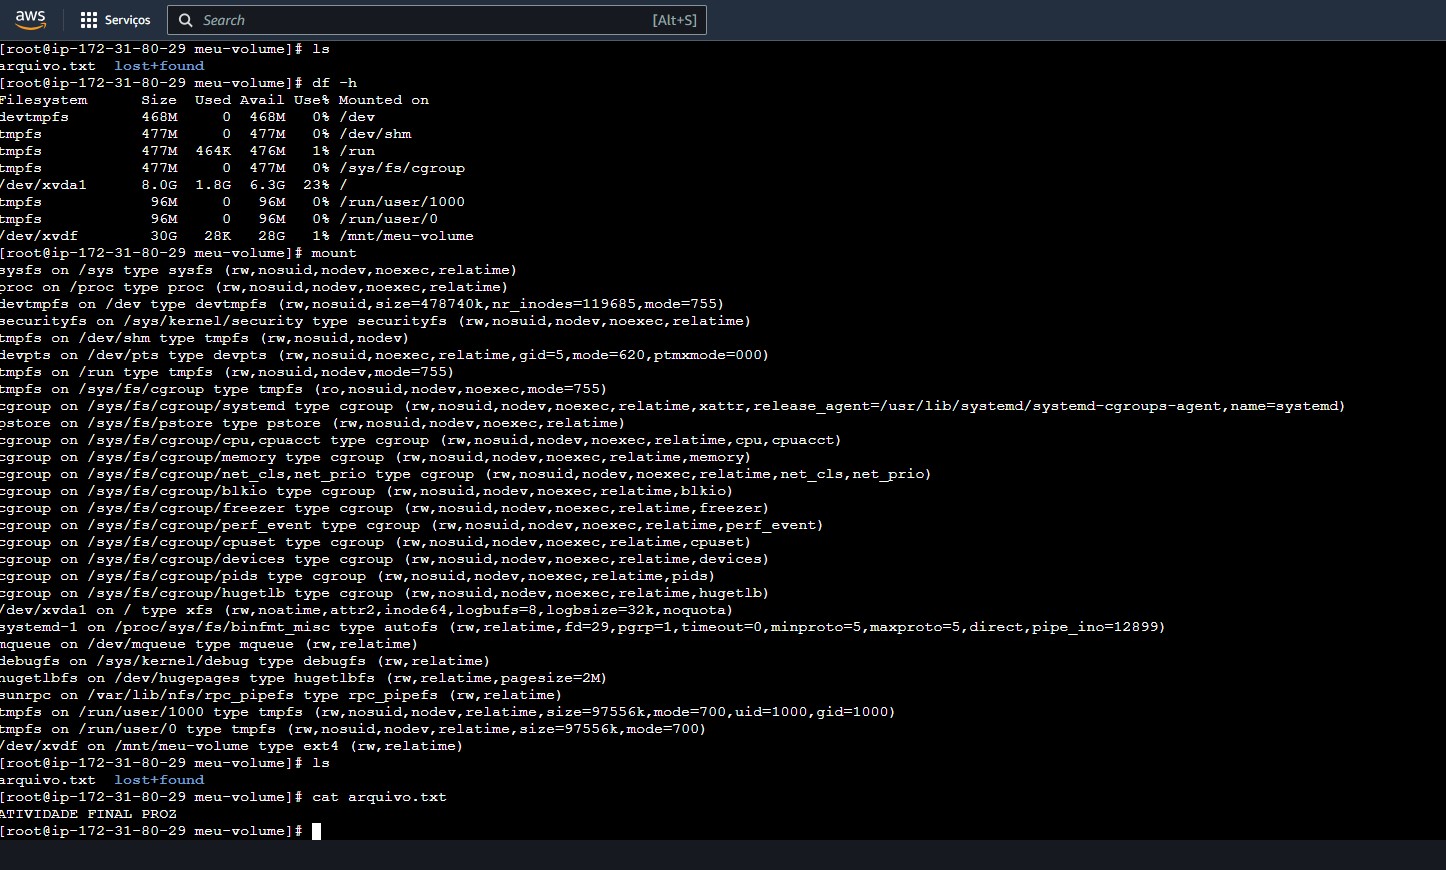 aws Serviços Search [Alt+S]
[root@ip-172-31-80-29 meu-volume]# ls
arquivo.txt  lost+found
[root@ip-172-31-80-29 meu-volume]# df -h
Filesystem      Size  Used Avail Use% Mounted on
devtmpfs        468M     0  468M   0% /dev
tmpfs           477M     0  477M   0% /dev/shm
tmpfs           477M  464K  476M   1% /run
tmpfs           477M     0  477M   0% /sys/fs/cgroup
/dev/xvda1      8.0G  1.8G  6.3G  23% /
tmpfs            96M     0   96M   0% /run/user/1000
tmpfs            96M     0   96M   0% /run/user/0
/dev/xvdf        30G   28K   28G   1% /mnt/meu-volume
[root@ip-172-31-80-29 meu-volume]# mount
sysfs on /sys type sysfs (rw,nosuid,nodev,noexec,relatime)
proc on /proc type proc (rw,nosuid,nodev,noexec,relatime)
devtmpfs on /dev type devtmpfs (rw,nosuid,size=478740k,nr_inodes=119685,mode=755)
securityfs on /sys/kernel/security type securityfs (rw,nosuid,nodev,noexec,relatime)
tmpfs on /dev/shm type tmpfs (rw,nosuid,nodev)
devpts on /dev/pts type devpts (rw,nosuid,noexec,relatime,gid=5,mode=620,ptmxmode=000)
tmpfs on /run type tmpfs (rw,nosuid,nodev,mode=755)
tmpfs on /sys/fs/cgroup type tmpfs (ro,nosuid,nodev,noexec,mode=755)
cgroup on /sys/fs/cgroup/systemd type cgroup (rw,nosuid,nodev,noexec,relatime,xattr,release_agent=/usr/lib/systemd/systemd-cgroups-agent,name=systemd)
pstore on /sys/fs/pstore type pstore (rw,nosuid,nodev,noexec,relatime)
cgroup on /sys/fs/cgroup/cpu,cpuacct type cgroup (rw,nosuid,nodev,noexec,relatime,cpu,cpuacct)
cgroup on /sys/fs/cgroup/memory type cgroup (rw,nosuid,nodev,noexec,relatime,memory)
cgroup on /sys/fs/cgroup/net_cls,net_prio type cgroup (rw,nosuid,nodev,noexec,relatime,net_cls,net_prio)
cgroup on /sys/fs/cgroup/blkio type cgroup (rw,nosuid,nodev,noexec,relatime,blkio)
cgroup on /sys/fs/cgroup/freezer type cgroup (rw,nosuid,nodev,noexec,relatime,freezer)
cgroup on /sys/fs/cgroup/perf_event type cgroup (rw,nosuid,nodev,noexec,relatime,perf_event)
cgroup on /sys/fs/cgroup/cpuset type cgroup (rw,nosuid,nodev,noexec,relatime,cpuset)
cgroup on /sys/fs/cgroup/devices type cgroup (rw,nosuid,nodev,noexec,relatime,devices)
cgroup on /sys/fs/cgroup/pids type cgroup (rw,nosuid,nodev,noexec,relatime,pids)
cgroup on /sys/fs/cgroup/hugetlb type cgroup (rw,nosuid,nodev,noexec,relatime,hugetlb)
/dev/xvda1 on / type xfs (rw,noatime,attr2,inode64,logbufs=8,logbsize=32k,noquota)
systemd-1 on /proc/sys/fs/binfmt_misc type autofs (rw,relatime,fd=29,pgrp=1,timeout=0,minproto=5,maxproto=5,direct,pipe_ino=12899)
mqueue on /dev/mqueue type mqueue (rw,relatime)
debugfs on /sys/kernel/debug type debugfs (rw,relatime)
hugetlbfs on /dev/hugepages type hugetlbfs (rw,relatime,pagesize=2M)
sunrpc on /var/lib/nfs/rpc_pipefs type rpc_pipefs (rw,relatime)
tmpfs on /run/user/1000 type tmpfs (rw,nosuid,nodev,relatime,size=97556k,mode=700,uid=1000,gid=1000)
tmpfs on /run/user/0 type tmpfs (rw,nosuid,nodev,relatime,size=97556k,mode=700)
/dev/xvdf on /mnt/meu-volume type ext4 (rw,relatime)
[root@ip-172-31-80-29 meu-volume]# ls
arquivo.txt  lost+found
[root@ip-172-31-80-29 meu-volume]# cat arquivo.txt
ATIVIDADE FINAL PROZ
[root@ip-172-31-80-29 meu-volume]#